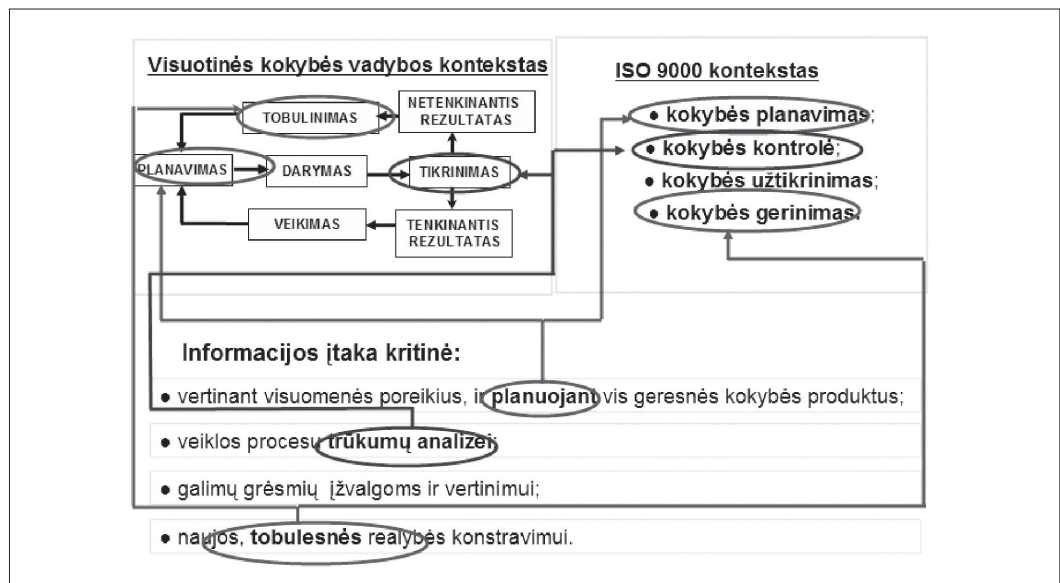 Visuotinės kokybės vadybos kontekstas
TOBULINIMAS
NETENKINANTIS
REZULTATAS
PLANAVIMAS
DARYMAS
TIKRINIMAS
VEIKIMAS
TENKINANTIS
REZULTATAS
ISO 9000 kontekstas
● kokybės planavimas;
● kokybės kontrolė;
● kokybės užtikrinimas;
● kokybės gerinimas.
Informacijos įtaka kritinė:
● vertinant visuomenės poreikius, ir planuojant vis geresnės kokybės produktus;
● veiklos procesų trūkumų analizei;
● galimų grėsmių įžvalgoms ir vertinimui;
● naujos, tobulesnės realybės konstravimui.